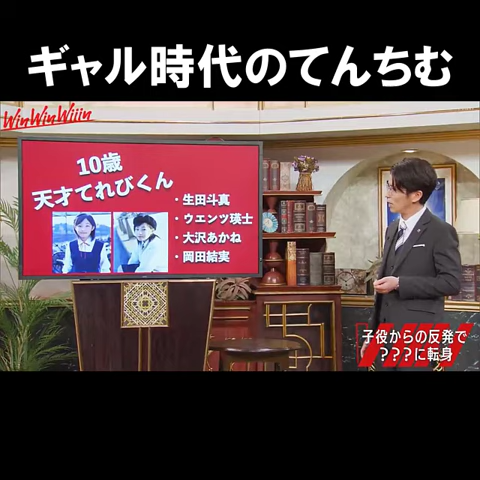 ギャル時代のてんちむ
WinWinWiiin
10歳
天才てれびくん
・生田斗真
・ウエンツ瑛士
・大沢あかね
・岡田結実
子役からの反発で
？？？に転身